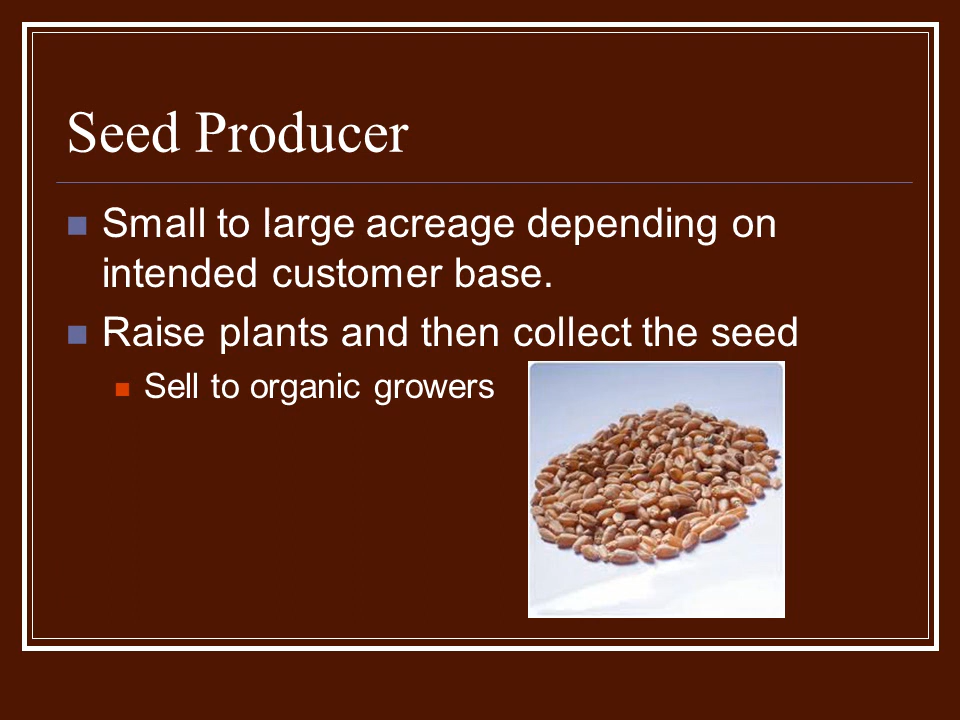 Seed Producer
Small to large acreage depending on
intended customer base.
Raise plants and then collect the seed
Sell to organic growers